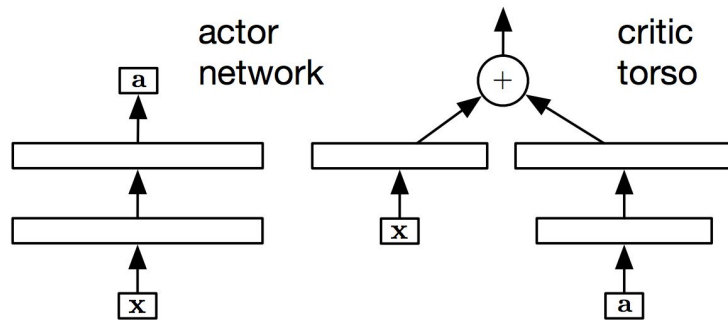 actor
network
a
x
critic
torso
+
x
a